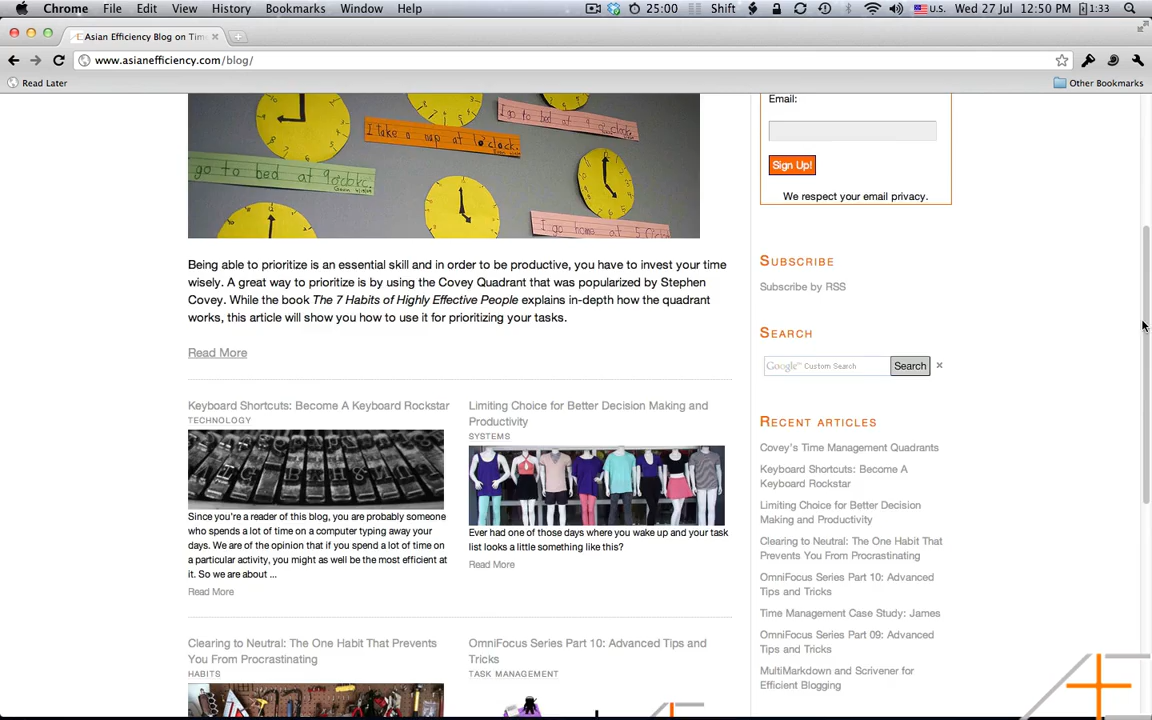 Chrome File Edit View History Bookmarks Window Help 25:00 Shift U.S. Wed 27 Jul 12:50 PM 1:33
Asian Efficiency Blog on Tim
www.asianefficiency.com/blog/
Read Later Other Bookmarks
I go to bed at
I take a nap at 1 o'clock.
go to bed at 9 o'clock.
I go home at 5
Being able to prioritize is an essential skill and in order to be productive, you have to invest your time
wisely. A great way to prioritize is by using the Covey Quadrant that was popularized by Stephen
Covey. While the book The 7 Habits of Highly Effective People explains in-depth how the quadrant
works, this article will show you how to use it for prioritizing your tasks.
Read More
Keyboard Shortcuts: Become A Keyboard Rockstar
TECHNOLOGY
Since you're a reader of this blog, you are probably someone
who spends a lot of time on a computer typing away your
days. We are of the opinion that if you spend a lot of time on
a particular activity, you might as well be the most efficient at
it. So we are about ...
Read More
Limiting Choice for Better Decision Making and
Productivity
SYSTEMS
Ever had one of those days where you wake up and your task
list looks a little something like this?
Read More
Clearing to Neutral: The One Habit That Prevents
You From Procrastinating
HABITS
OmniFocus Series Part 10: Advanced Tips and
Tricks
TASK MANAGEMENT
Email:
Sign Up!
We respect your email privacy.
SUBSCRIBE
Subscribe by RSS
SEARCH
Google™ Custom Search Search
RECENT ARTICLES
Covey's Time Management Quadrants
Keyboard Shortcuts: Become A
Keyboard Rockstar
Limiting Choice for Better Decision
Making and Productivity
Clearing to Neutral: The One Habit That
Prevents You From Procrastinating
OmniFocus Series Part 10: Advanced
Tips and Tricks
Time Management Case Study: James
OmniFocus Series Part 09: Advanced
Tips and Tricks
MultiMarkdown and Scrivener for
Efficient Blogging